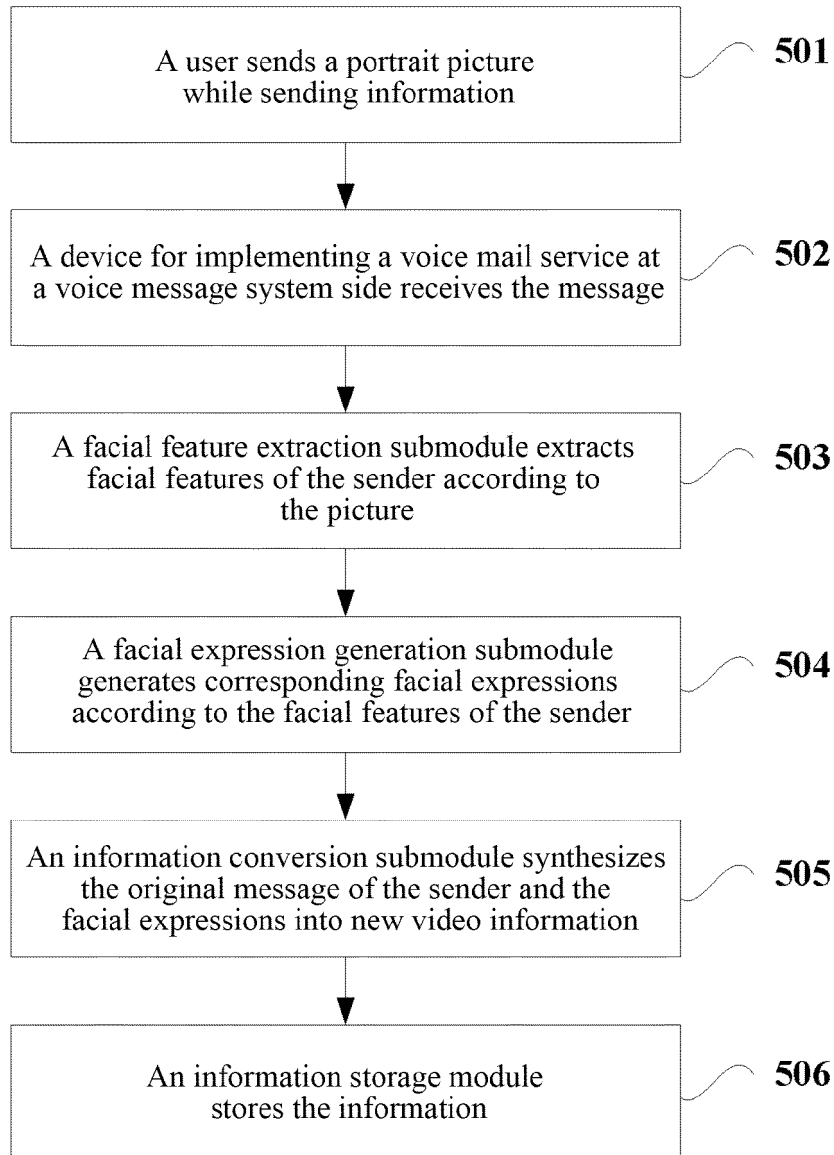 A user sends a portrait picture
while sending information
501
A device for implementing a voice mail service at
a voice message system side receives the message
502
A facial feature extraction submodule extracts
facial features of the sender according to
the picture
503
A facial expression generation submodule
generates corresponding facial expressions
according to the facial features of the sender
504
An information conversion submodule synthesizes
the original message of the sender and the
facial expressions into new video information
505
An information storage module
stores the information
506